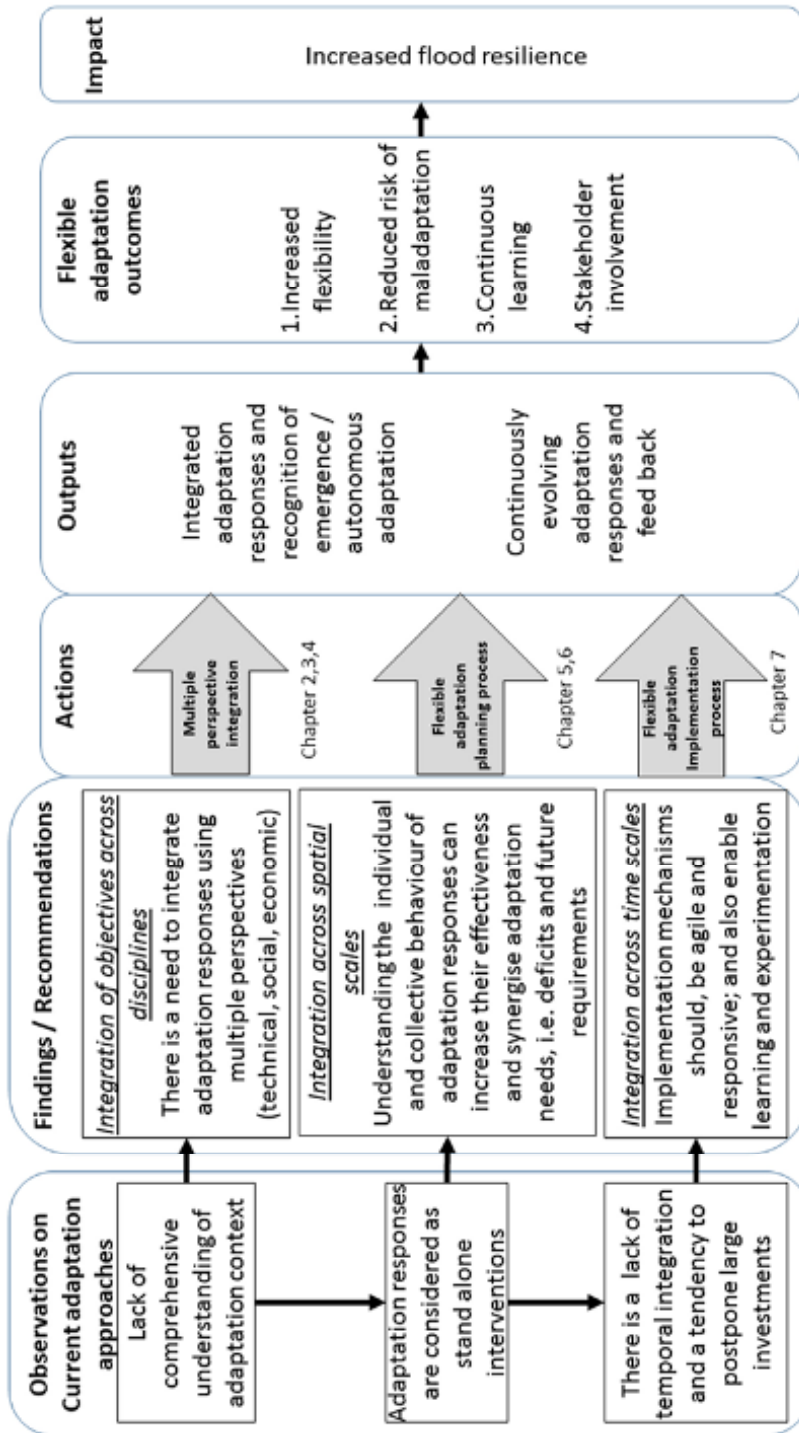 Observations on
Current adaptation
approaches
Lack of
comprehensive
understanding of
adaptation context
Adaptation responses
are considered as
stand alone
interventions
There is a lack of
temporal integration
and a tendency to
postpone large
investments
Findings / Recommendations
Integration of objectives across
disciplines
There is a need to integrate
adaptation responses using
multiple perspectives
(technical, social, economic)
Integration across spatial
scales
Understanding the individual
and collective behaviour of
adaptation responses can
increase their effectiveness
and synergise adaptation
needs, i.e. deficits and future
requirements
Integration across time scales
Implementation mechanisms
should, be agile and
responsive; and also enable
learning and experimentation
Actions
Multiple
perspective
integration
Chapter 2,3,4
Flexible
adaptation
planning process
Chapter 5,6
Flexible
adaptation
Implementation
process
Chapter 7
Outputs
Integrated
adaptation
responses and
recognition of
emergence /
autonomous
adaptation
Continuously
evolving
adaptation
responses and
feed back
Flexible
adaptation
outcomes
1.Increased
flexibility
2.Reduced risk of
maladaptation
3.Continuous
learning
4.Stakeholder
involvement
Impact
Increased flood resilience